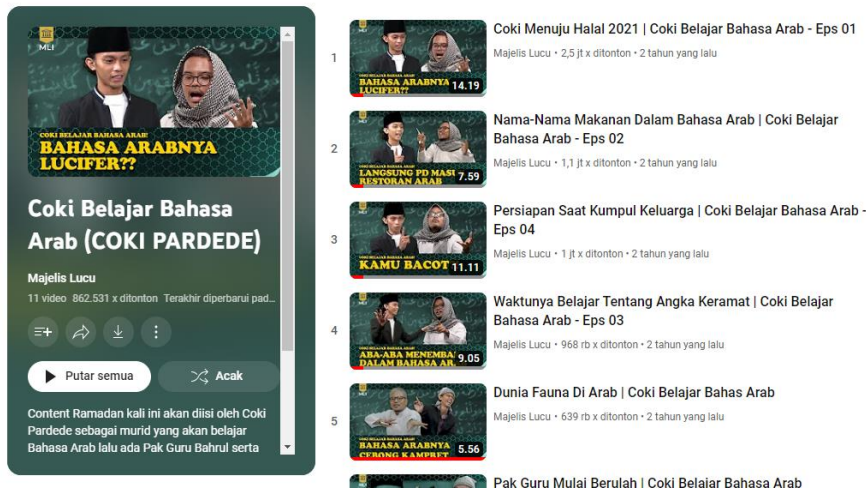 MLI
COKI BELAJAR BAHASA ARAB!
BAHASA ARABNYA
LUCIFER??
Coki Belajar Bahasa
Arab (COKI PARDEDE)
Majelis Lucu
11 video 862.531 x ditonton Terakhir diperbarui pad...
Putar semua
Acak
Content Ramadan kali ini akan diisi oleh Coki
Pardede sebagai murid yang akan belajar
Bahasa Arab lalu ada Pak Guru Bahrul serta
1
BAHASA ARABNYA
LUCIFER??
14.19
Coki Menuju Halal 2021 | Coki Belajar Bahasa Arab - Eps 01
Majelis Lucu • 2,5 jt x ditonton • 2 tahun yang lalu
2
LANGSUNG PD MASU
RESTORAN ARAB
7.59
Nama-Nama Makanan Dalam Bahasa Arab | Coki Belajar
Bahasa Arab - Eps 02
Majelis Lucu • 1,1 jt x ditonton • 2 tahun yang lalu
3
KAMU BACOT
11.11
Persiapan Saat Kumpul Keluarga | Coki Belajar Bahasa Arab -
Eps 04
Majelis Lucu • 1 jt x ditonton • 2 tahun yang lalu
4
ABA-ABA MENEMBA
DALAM BAHASA AR
9.05
Waktunya Belajar Tentang Angka Keramat | Coki Belajar
Bahasa Arab - Eps 03
Majelis Lucu • 968 rb x ditonton • 2 tahun yang lalu
5
BAHASA ARABNYA
CEBONG KAMPRET
5.56
Dunia Fauna Di Arab | Coki Belajar Bahas Arab
Majelis Lucu • 639 rb x ditonton • 2 tahun yang lalu
Pak Guru Mulai Berulah | Coki Belajar Bahasa Arab